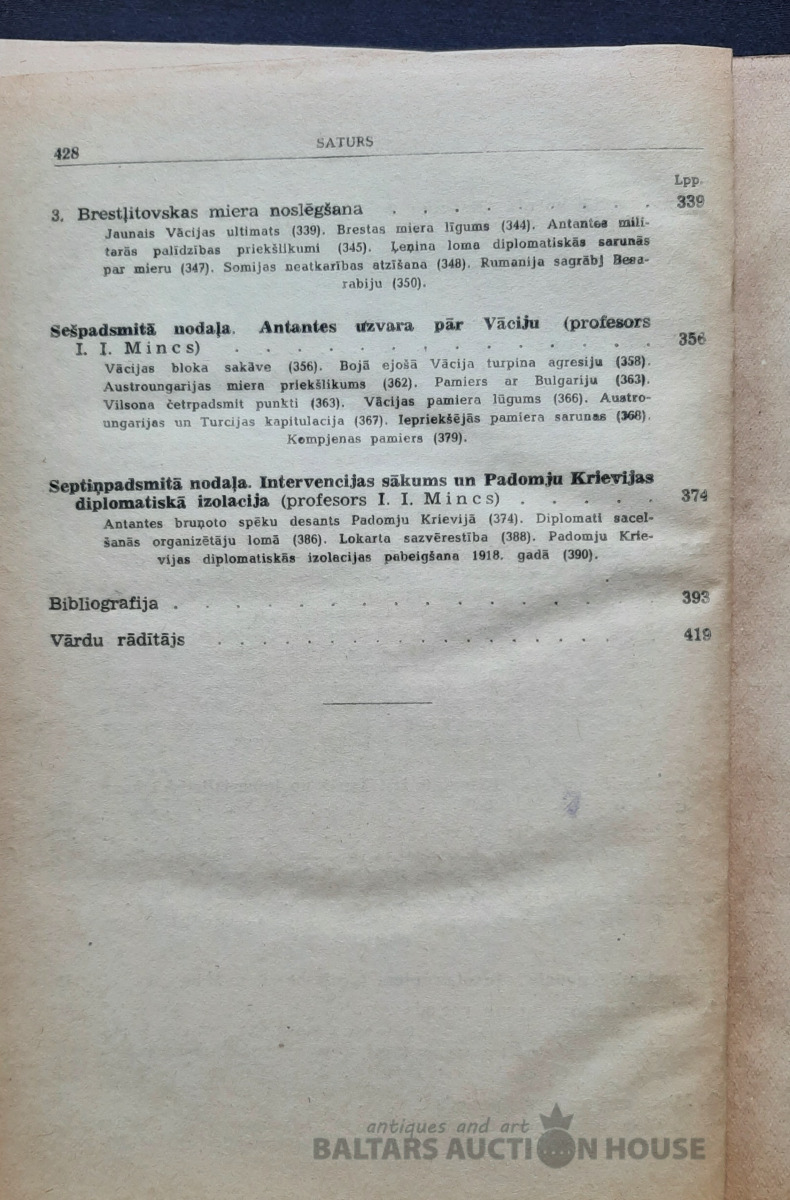 428
SATURS
Lpp.
3. Brestļitovskas miera noslēgšana . . . . . . . . . 339
Jaunais Vācijas ultimats (339). Brestas miera līgums (344). Antantes mili-
tarās palīdzības priekšlikumi (345). Ļeņina loma diplomatiskās sarunās
par mieru (347). Somijas neatkarības atzīšana (348). Rumanija sagrābj Besa-
rabiju (350).
Sešpadsmitā nodaļa. Antantes uzvara pār Vāciju (profesors
I. I. Mincs) . . . . . . . . . . . . . 356
Vācijas bloka sakāve (356). Bojā ejošā Vācija turpina agresiju (358).
Austroungarijas miera priekšlikums (362). Pamiers ar Bulgariju (363).
Vilsona četrpadsmit punkti (363). Vācijas pamiera lūgums (366). Austro-
ungarijas un Turcijas kapitulacija (367). Iepriekšējās pamiera sarunas (368).
Kompjenas pamiers (379).
Septiņpadsmitā nodaļa. Intervencijas sākums un Padomju Krievijas
diplomatiskā izolacija (profesors I. I. Mincs) . . . . . 374
Antantes bruņoto spēku desants Padomju Krievijā (374). Diplomati sacel-
šanās organizētāju lomā (386). Lokarta sazvērestība (388). Padomju Krie-
vijas diplomatiskās izolacijas pabeigšana 1918. gadā (390).
Bibliografija . . . . . . . . . . . . . . . . 393
Vārdu rādītājs . . . . . . . . . . . . . . . 419
antiques and art
BALTARS AUCTION HOUSE